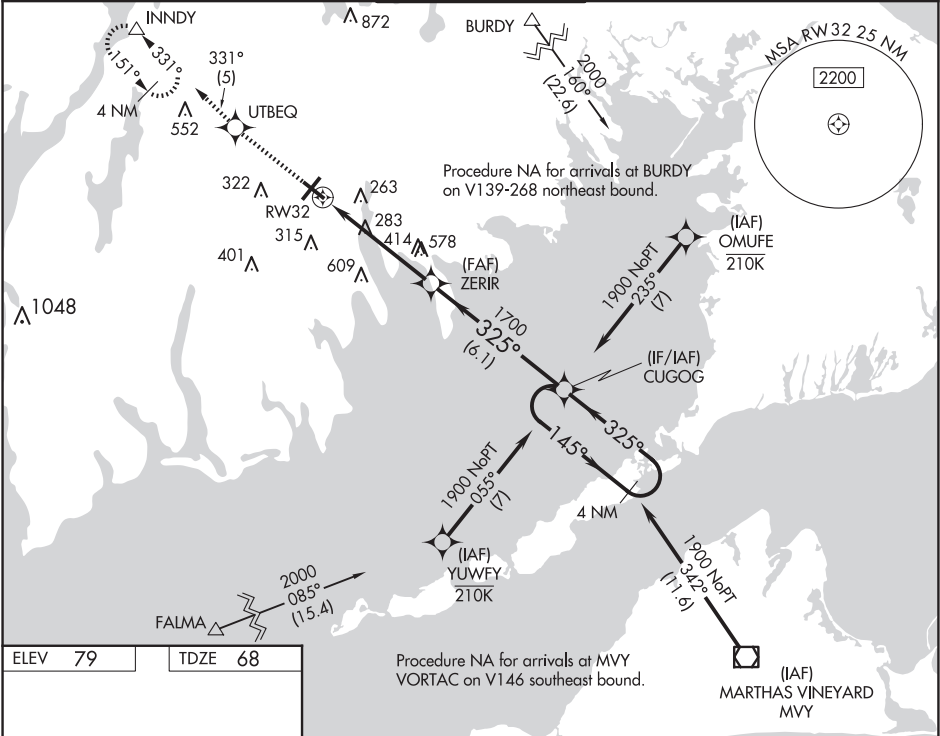 INNDY
872
BURDY
MSA RW32 25 NM
2200
151°
331°
331°
(5)
4 NM
552
UTBEQ
2000
160°
(22.6)
Procedure NA for arrivals at BURDY
on V139-268 northeast bound.
322
RW32
263
283
315
414
578
401
609
1048
(FAF)
ZERIR
(IAF)
OMUFE
210K
1900 NoPT
235°
(7)
1700
325°
(6.1)
(IF/IAF)
CUGOG
325°
145°
4 NM
1900 NoPT
055°
(7)
(IAF)
YUWFY
210K
1900 NoPT
342°
(11.6)
2000
085°
(15.4)
FALMA
ELEV 79
TDZE 68
Procedure NA for arrivals at MVY
VORTAC on V146 southeast bound.
(IAF)
MARTHAS VINEYARD
MVY